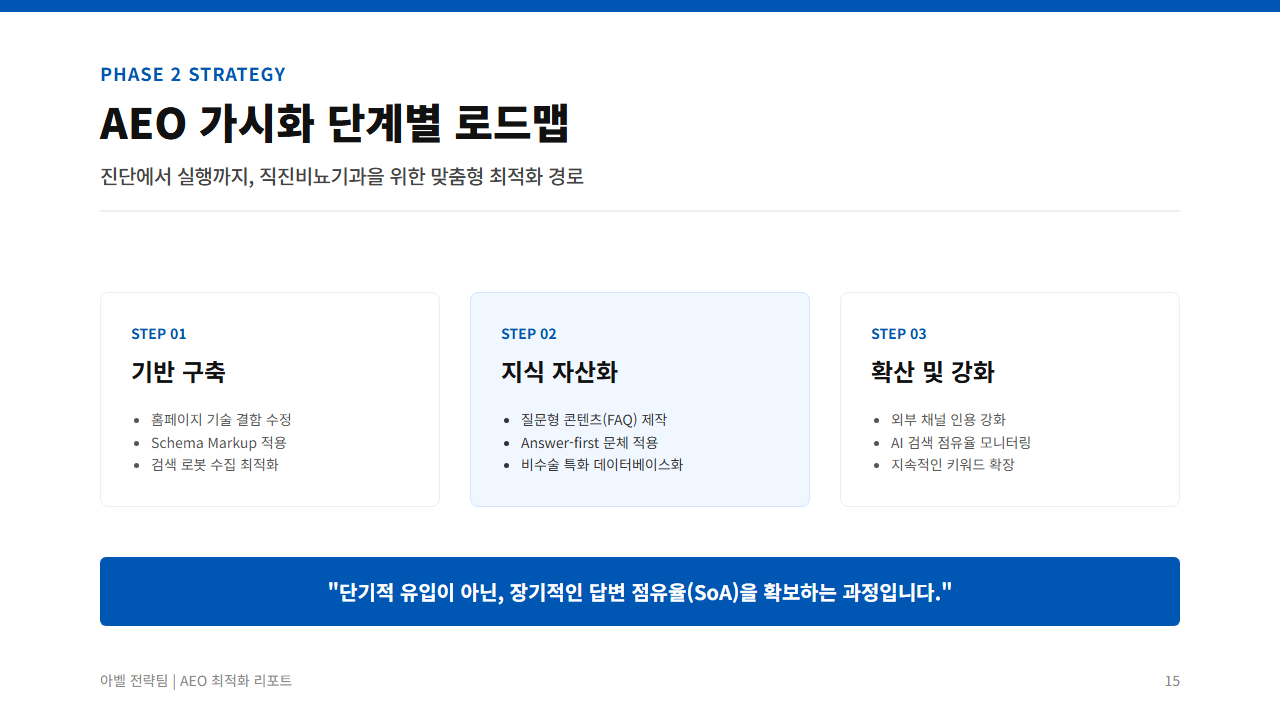 PHASE 2 STRATEGY
AEO 가시화 단계별 로드맵
진단에서 실행까지, 직진비뇨기과을 위한 맞춤형 최적화 경로
STEP 01
기반 구축
• 홈페이지 기술 결함 수정
• Schema Markup 적용
• 검색 로봇 수집 최적화
STEP 02
지식 자산화
• 질문형 콘텐츠(FAQ) 제작
• Answer-first 문체 적용
• 비수술 특화 데이터베이스화
STEP 03
확산 및 강화
• 외부 채널 인용 강화
• AI 검색 점유율 모니터링
• 지속적인 키워드 확장
"단기적 유입이 아닌, 장기적인 답변 점유율(SoA)을 확보하는 과정입니다."
아벨 전략팀 | AEO 최적화 리포트
15